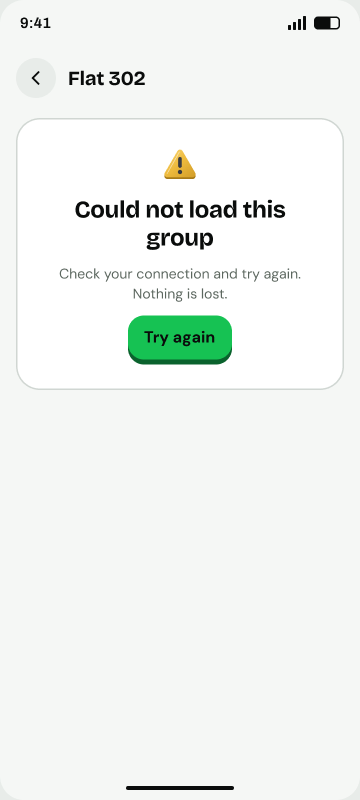 9:41
Flat 302
Could not load this
group
Check your connection and try again.
Nothing is lost.
Try again